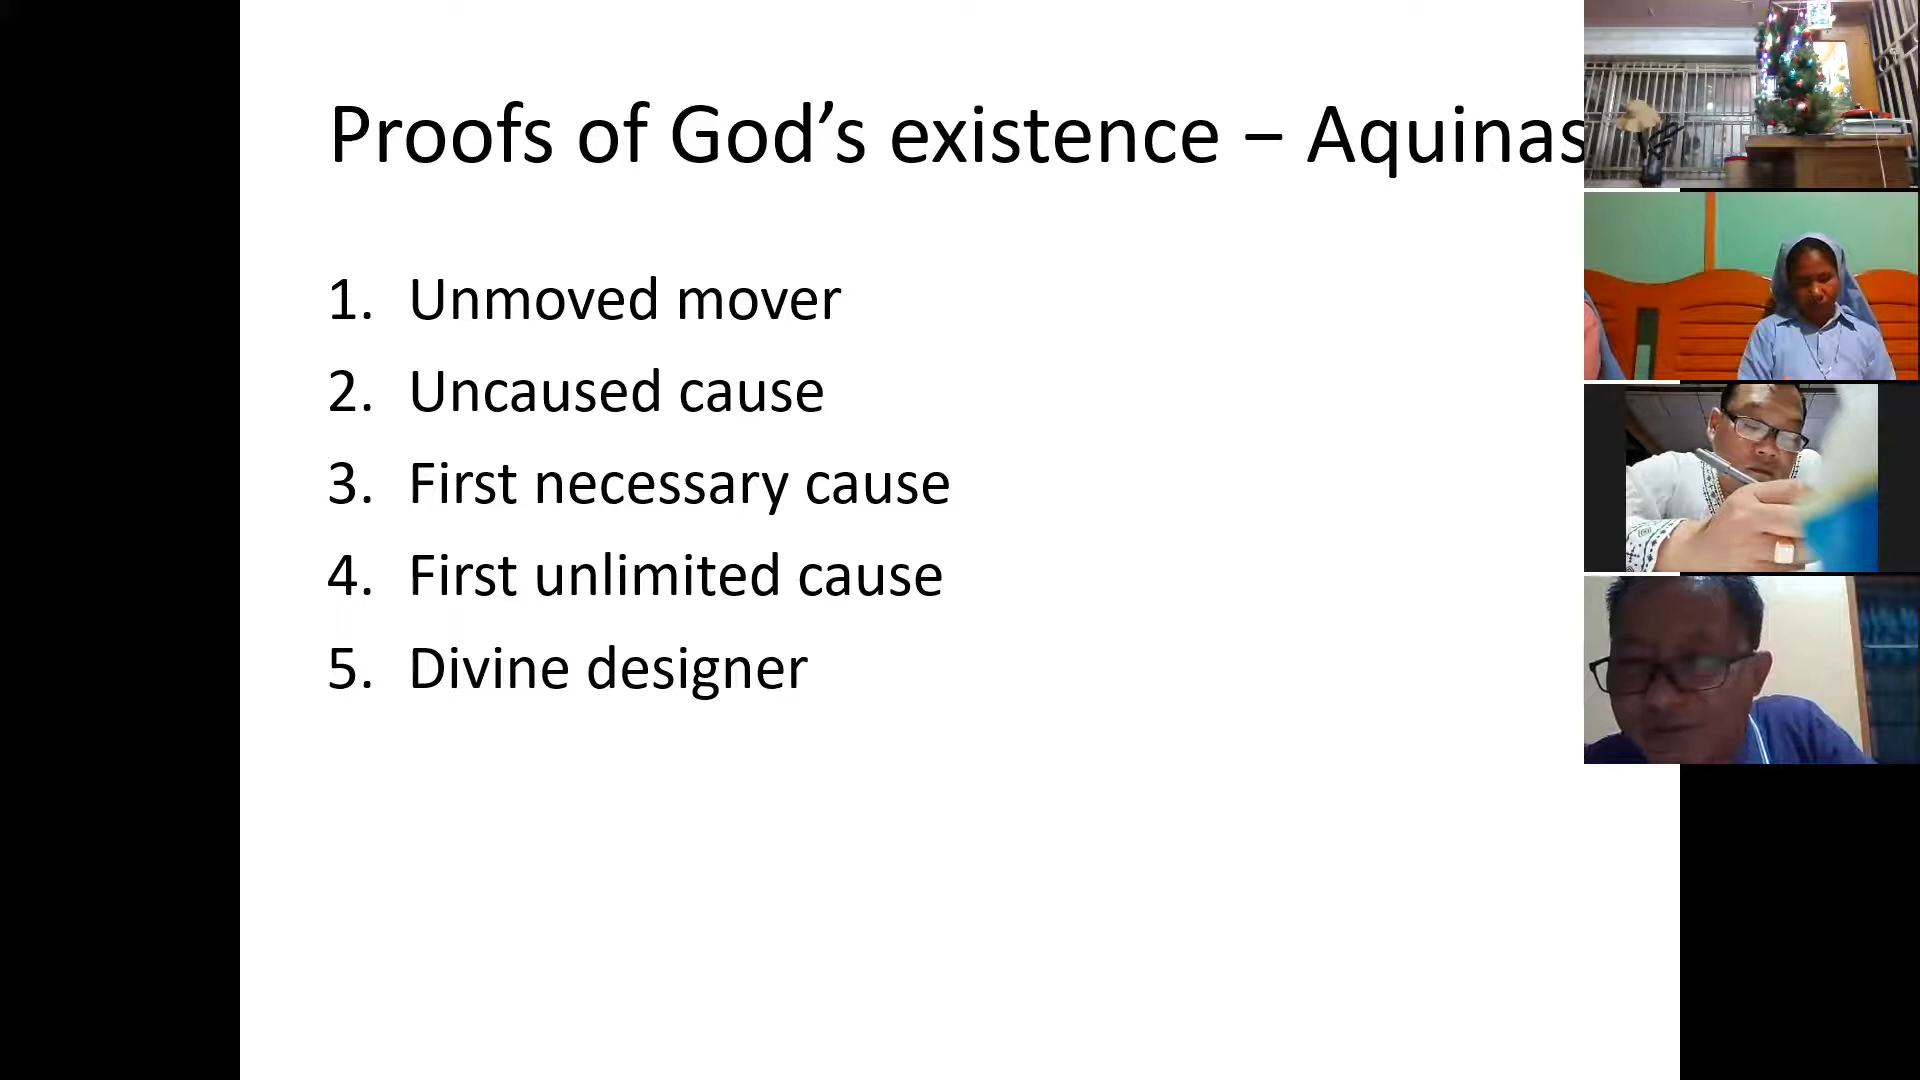 Proofs of God’s existence – Aquinas
1. Unmoved mover
2. Uncaused cause
3. First necessary cause
4. First unlimited cause
5. Divine designer